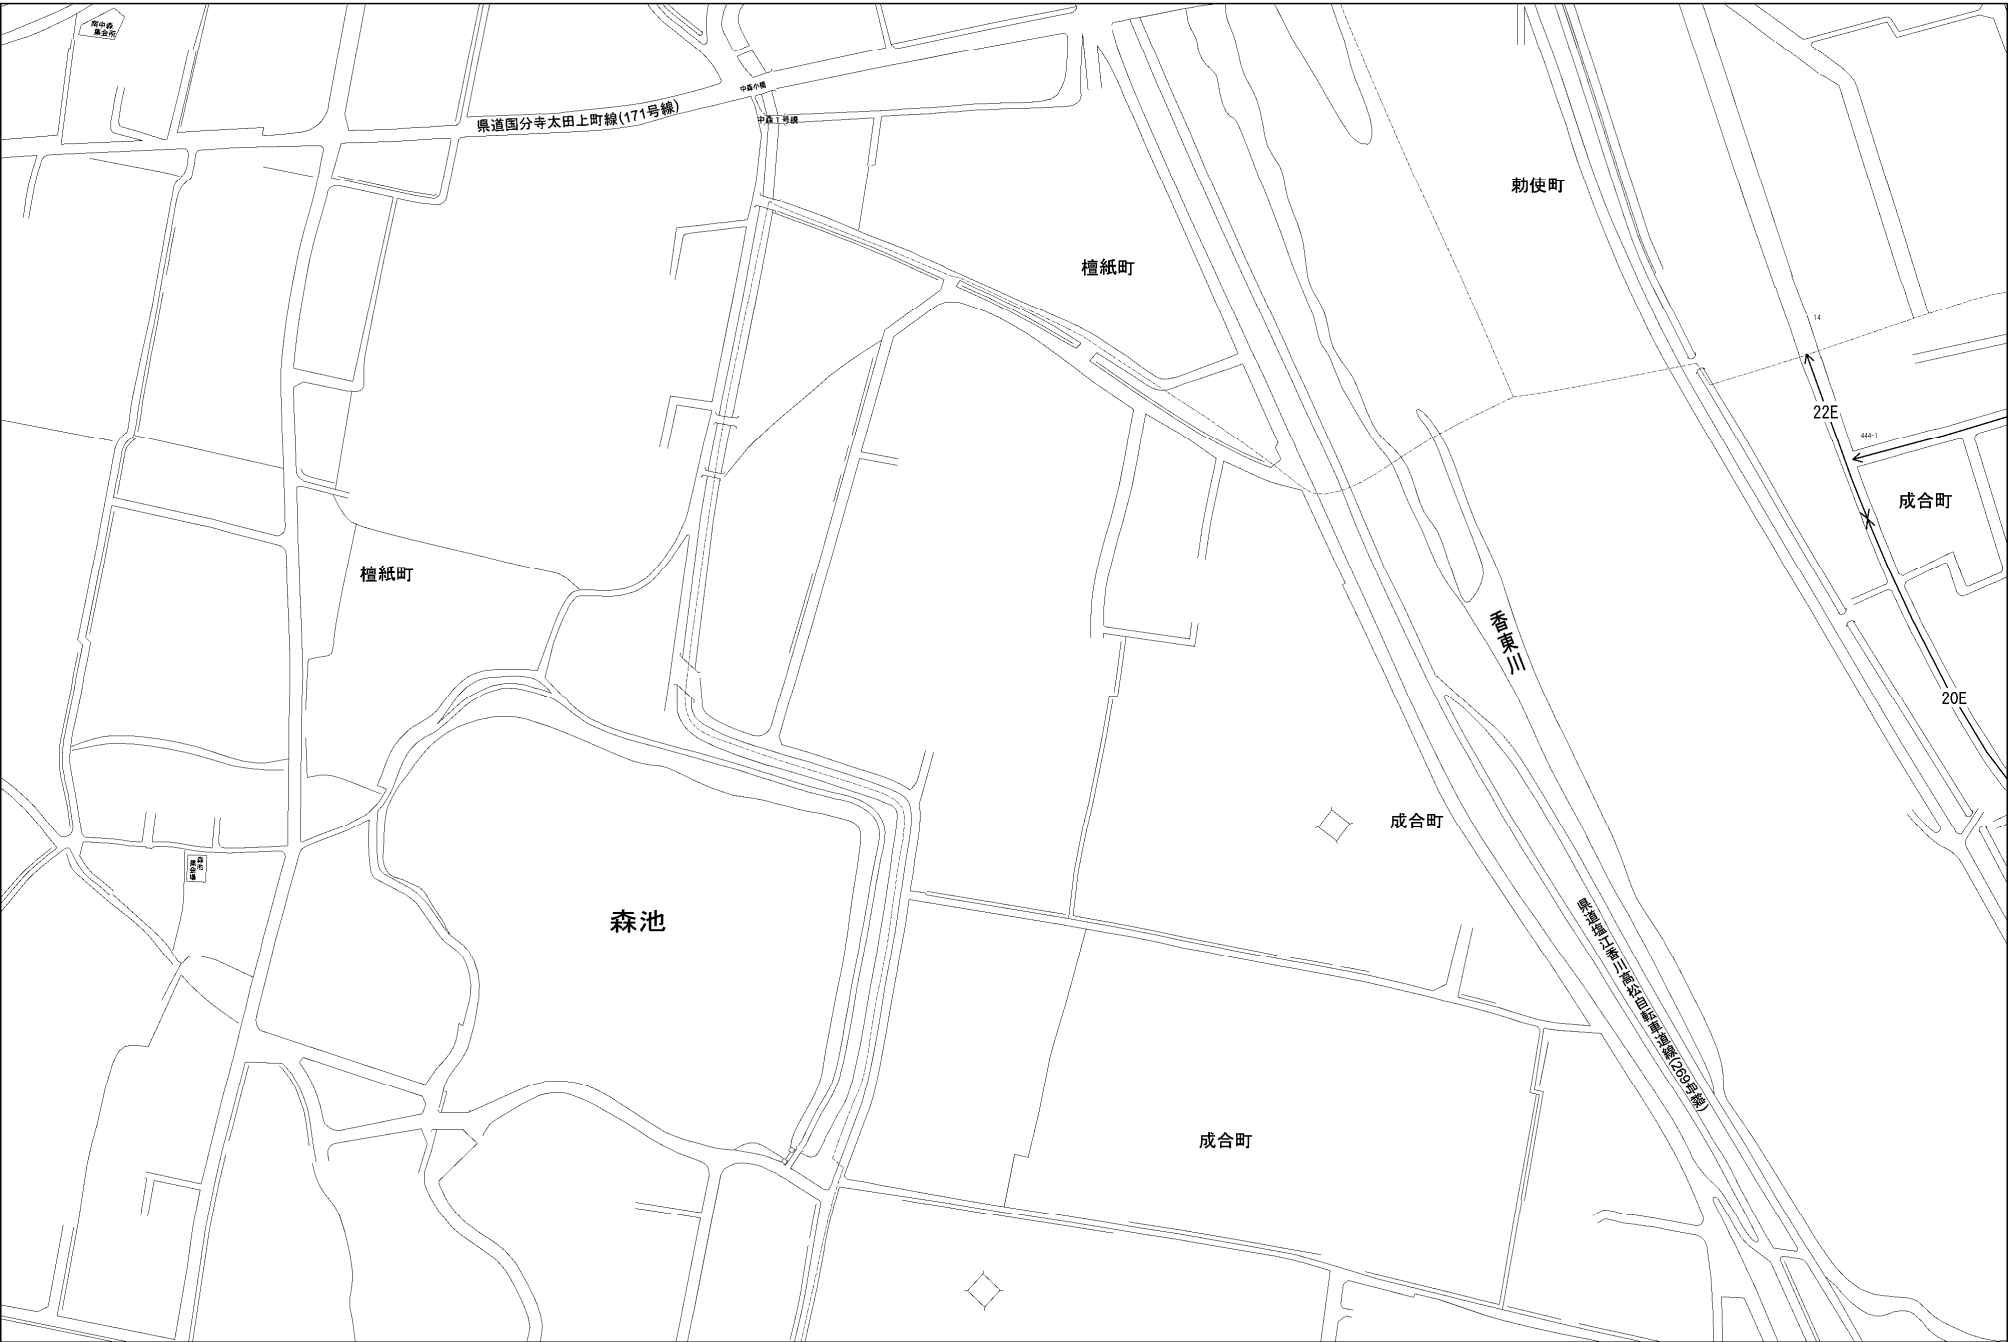 南中森
集会所
中森小橋
県道国分寺太田上町線(171号線)
中森1号橋
勅使町
檀紙町
14
22E
444-1
成合町
檀紙町
香東川
20E
成合町
森池
集会場
森池
県道塩江香川高松自転車道線(269号線)
成合町